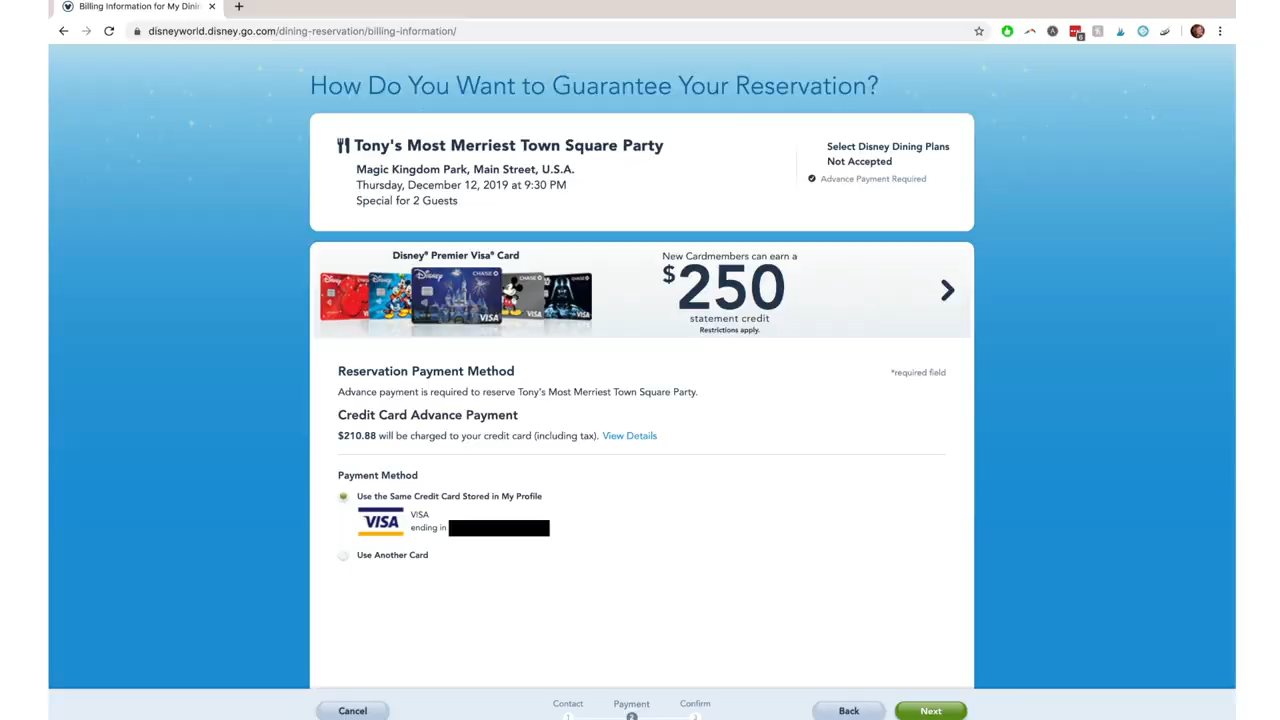 Billing Information for My Dinin
disneyworld.disney.go.com/dining-reservation/billing-information/
How Do You Want to Guarantee Your Reservation?
Tony's Most Merriest Town Square Party
Magic Kingdom Park, Main Street, U.S.A.
Thursday, December 12, 2019 at 9:30 PM
Special for 2 Guests
Select Disney Dining Plans
Not Accepted
Advance Payment Required
Disney® Premier Visa® Card
New Cardmembers can earn a
$250
statement credit
Restrictions apply.
Reservation Payment Method
*required field
Advance payment is required to reserve Tony's Most Merriest Town Square Party.
Credit Card Advance Payment
$210.88 will be charged to your credit card (including tax). View Details
Payment Method
Use the Same Credit Card Stored in My Profile
VISA
VISA
ending in
Use Another Card
Cancel
Contact
Payment
Confirm
1
2
3
Back
Next